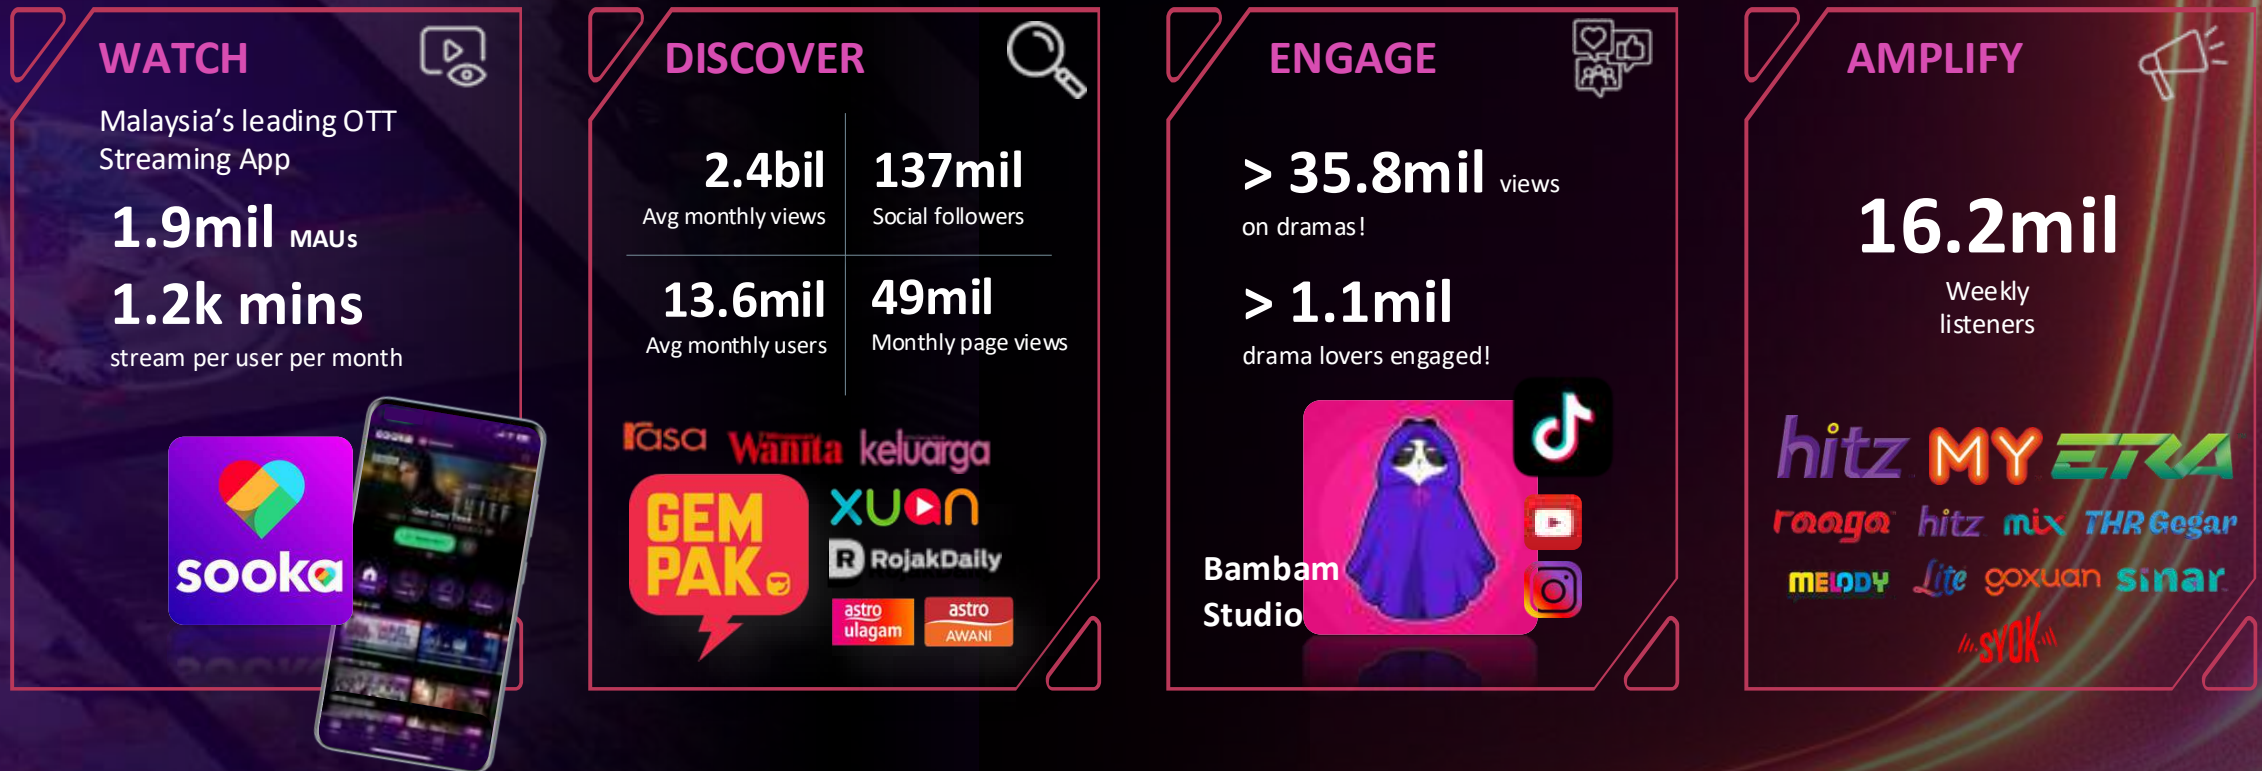 WATCH
Malaysia's leading OTT
Streaming App
1.9mil MAUs
1.2k mins
stream per user per month
sooka
DISCOVER
2.4bil
Avg monthly views
137mil
Social followers
13.6mil
Avg monthly users
49mil
Monthly page views
rasa
Wanita
keluarga
GEM
PAK
xuan
R RojakDaily
astro
ulagam
astro
AWANI
ENGAGE
> 35.8mil views
on dramas!
> 1.1mil
drama lovers engaged!
Bambam
Studio
AMPLIFY
16.2mil
Weekly
listeners
hitz MY ERA
raaga hitz mix THR Gegar
MELODY Lite goxuan sinar
SYOK